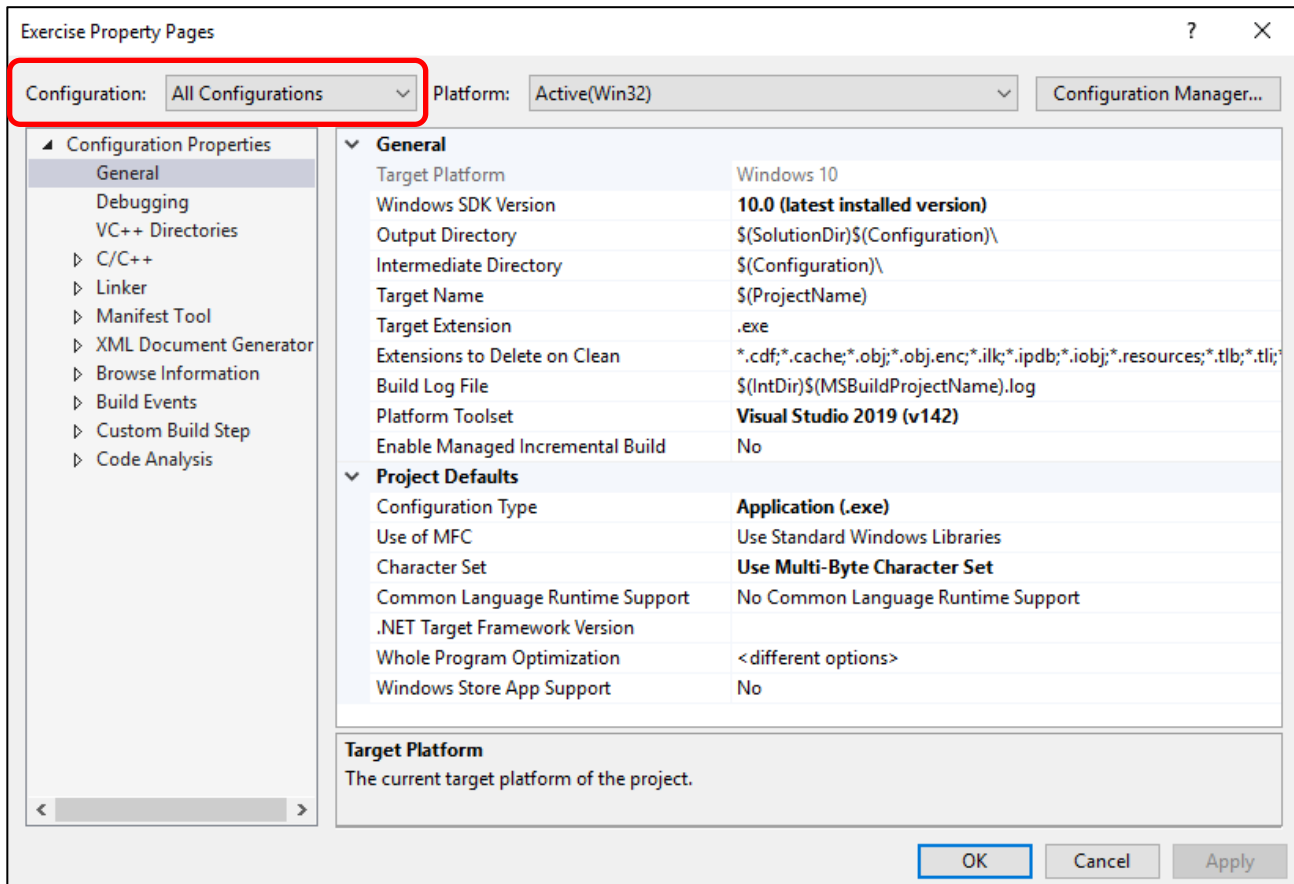 Exercise Property Pages ?
Configuration: All Configurations Platform: Active(Win32) Configuration Manager...
Configuration Properties
General
Debugging
VC++ Directories
C/C++
Linker
Manifest Tool
XML Document Generator
Browse Information
Build Events
Custom Build Step
Code Analysis
General
Target Platform Windows 10
Windows SDK Version 10.0 (latest installed version)
Output Directory $(SolutionDir)$(Configuration)\
Intermediate Directory $(Configuration)\
Target Name $(ProjectName)
Target Extension .exe
Extensions to Delete on Clean *.cdf;*.cache;*.obj;*.obj.enc;*.ilk;*.ipdb;*.iobj;*.resources;*.tlb;*.tli;*
Build Log File $(IntDir)$(MSBuildProjectName).log
Platform Toolset Visual Studio 2019 (v142)
Enable Managed Incremental Build No
Project Defaults
Configuration Type Application (.exe)
Use of MFC Use Standard Windows Libraries
Character Set Use Multi-Byte Character Set
Common Language Runtime Support No Common Language Runtime Support
.NET Target Framework Version
Whole Program Optimization <different options>
Windows Store App Support No
Target Platform
The current target platform of the project.
OK Cancel Apply